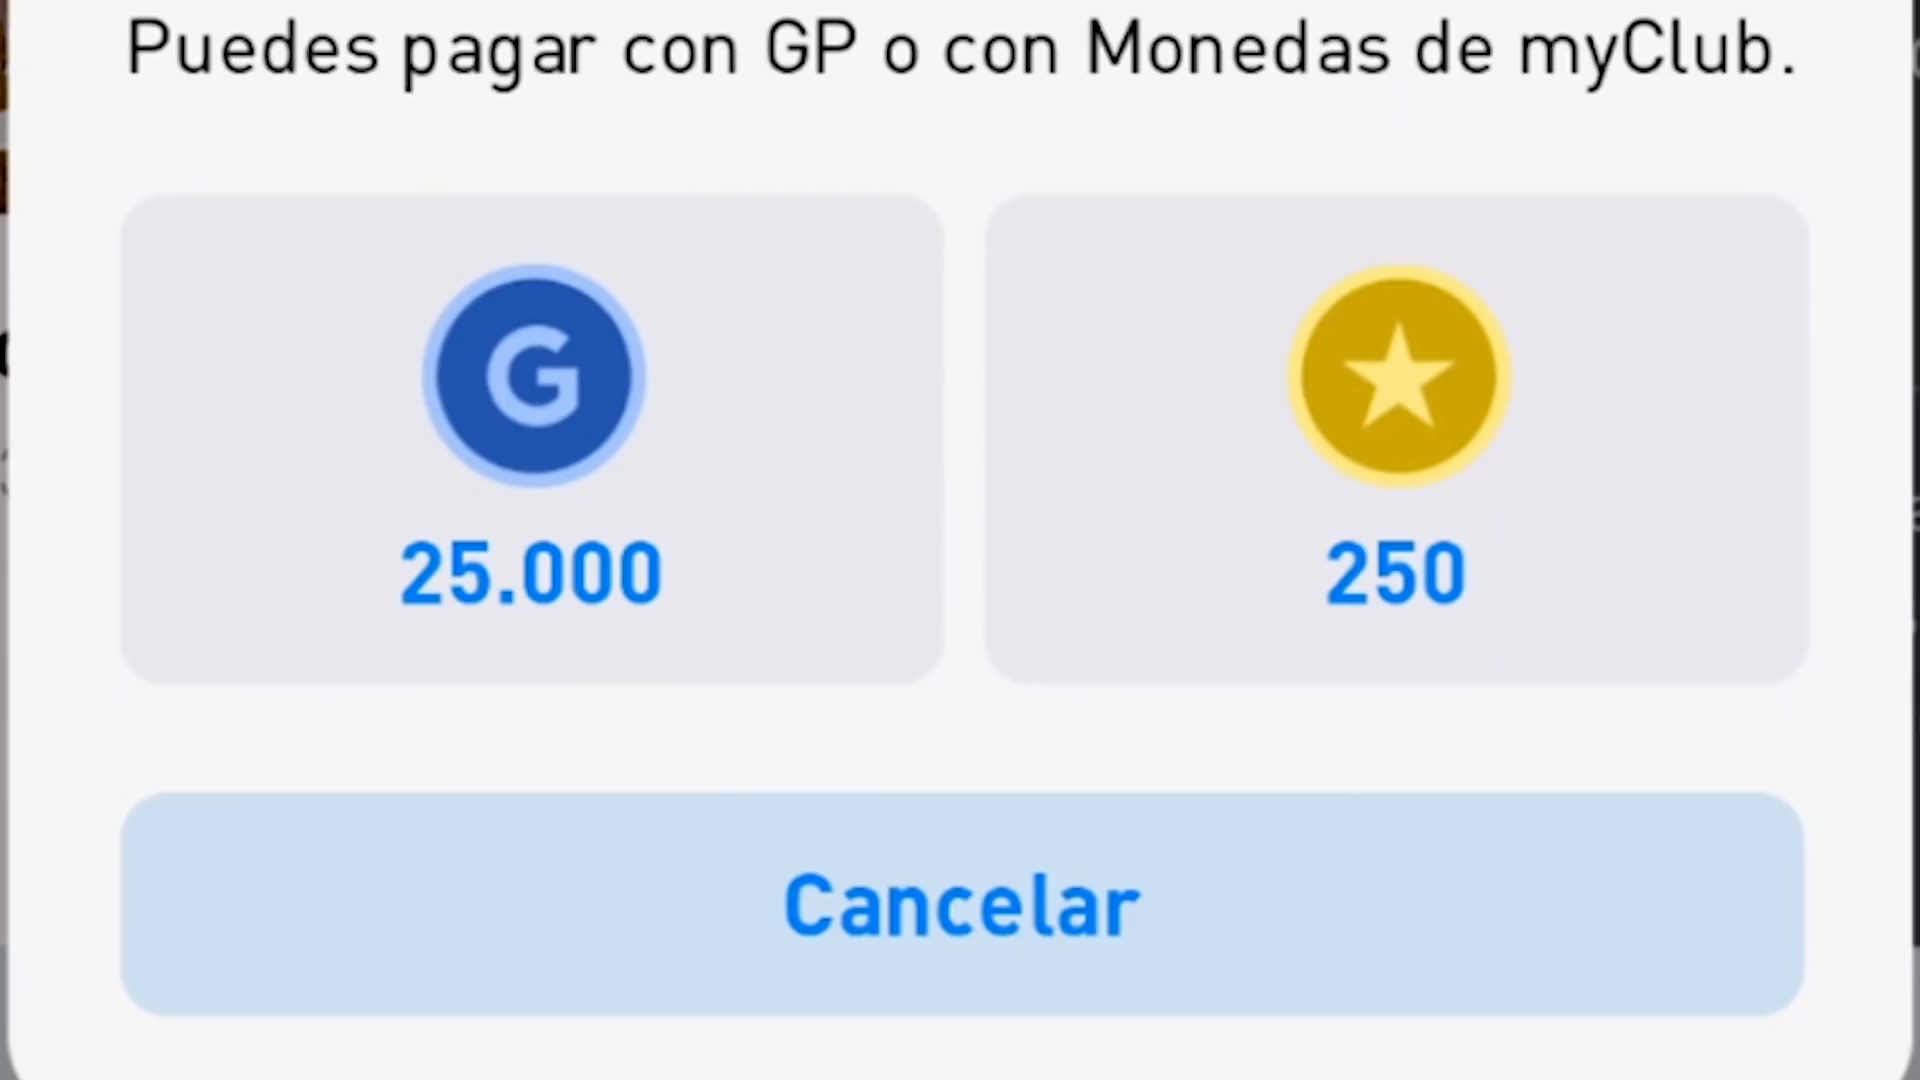 Puedes pagar con GP o con Monedas de myClub.
G
25.000
250
Cancelar